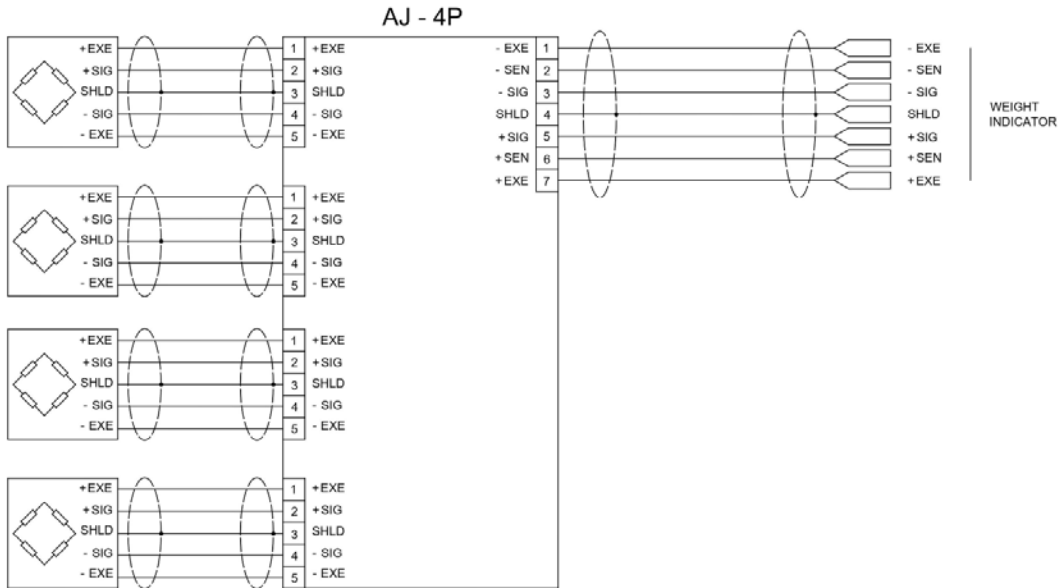 AJ - 4P
+EXE 1 +EXE
+SIG 2 +SIG
SHLD 3 SHLD
- SIG 4 - SIG
- EXE 5 - EXE
+EXE 1 +EXE
+SIG 2 +SIG
SHLD 3 SHLD
- SIG 4 - SIG
- EXE 5 - EXE
+EXE 1 +EXE
+SIG 2 +SIG
SHLD 3 SHLD
- SIG 4 - SIG
- EXE 5 - EXE
+EXE 1 +EXE
+SIG 2 +SIG
SHLD 3 SHLD
- SIG 4 - SIG
- EXE 5 - EXE
- EXE 1 - EXE
- SEN 2 - SEN
- SIG 3 - SIG
SHLD 4 SHLD
+SIG 5 +SIG
+SEN 6 +SEN
+EXE 7 +EXE
WEIGHT
INDICATOR